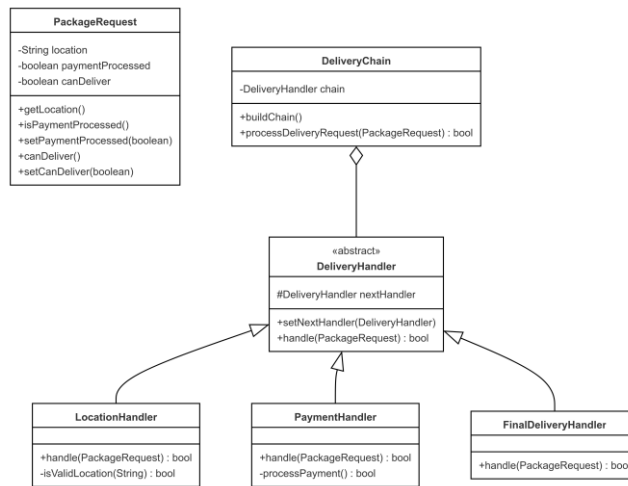 PackageRequest
-String location
-boolean paymentProcessed
-boolean canDeliver
+getLocation()
+isPaymentProcessed()
+setPaymentProcessed(boolean)
+canDeliver()
+setCanDeliver(boolean)
DeliveryChain
-DeliveryHandler chain
+buildChain()
+processDeliveryRequest(PackageRequest) : bool
«abstract»
DeliveryHandler
#DeliveryHandler nextHandler
+setNextHandler(DeliveryHandler)
+handle(PackageRequest) : bool
LocationHandler
+handle(PackageRequest) : bool
-isValidLocation(String) : bool
PaymentHandler
+handle(PackageRequest) : bool
-processPayment() : bool
FinalDeliveryHandler
+handle(PackageRequest) : bool